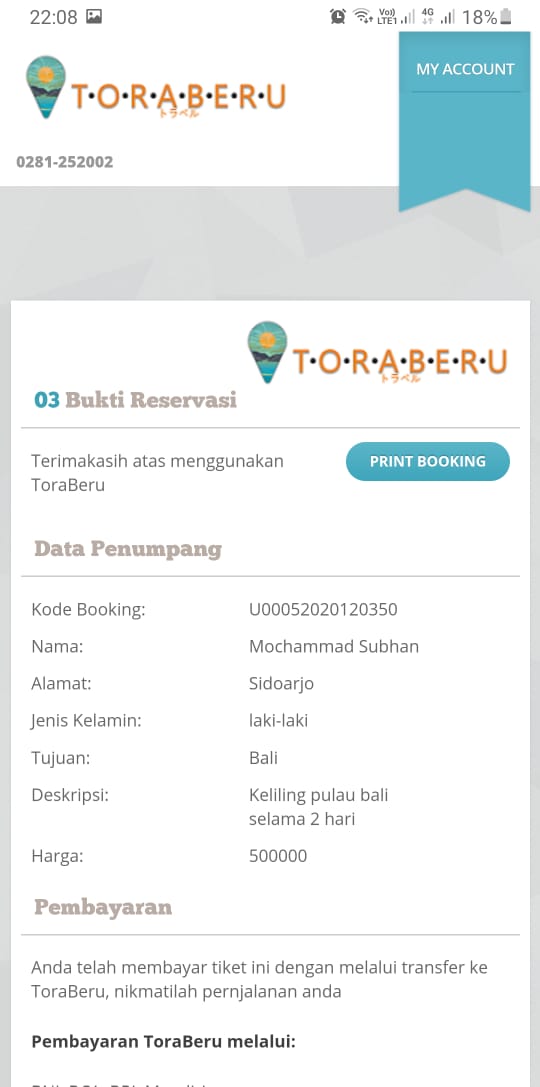 22:08
Vo))
LTE1
4G
18%
MY ACCOUNT
T·O·R·A·B·E·R·U
トラベル
0281-252002
T·O·R·A·B·E·R·U
トラベル
03 Bukti Reservasi
Terimakasih atas menggunakan
ToraBeru
PRINT BOOKING
Data Penumpang
Kode Booking: U00052020120350
Nama: Mochammad Subhan
Alamat: Sidoarjo
Jenis Kelamin: laki-laki
Tujuan: Bali
Deskripsi: Keliling pulau bali
selama 2 hari
Harga: 500000
Pembayaran
Anda telah membayar tiket ini dengan melalui transfer ke
ToraBeru, nikmatilah pernjalanan anda
Pembayaran ToraBeru melalui: